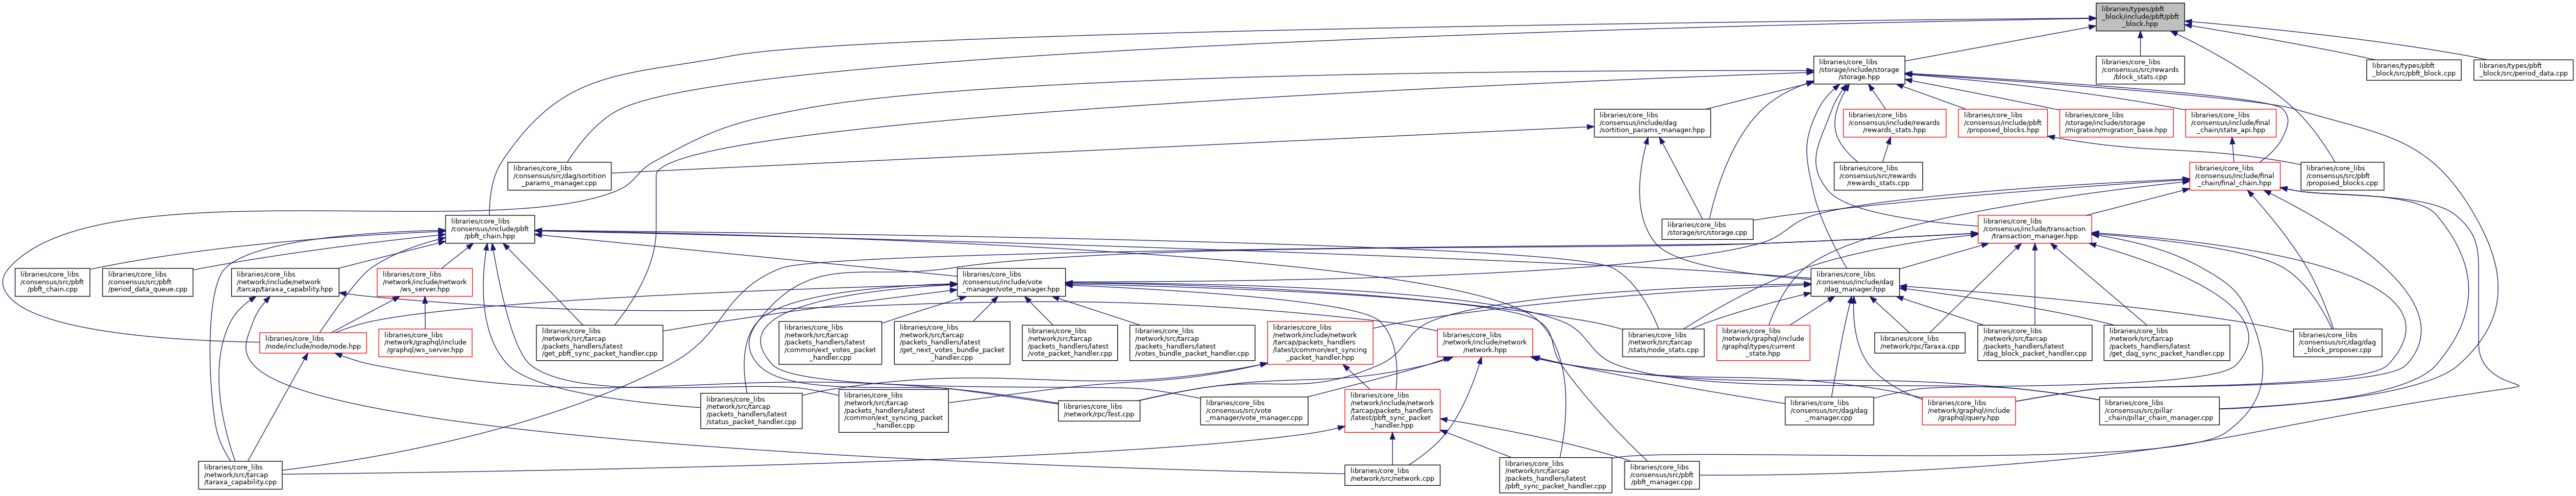 libraries/types/pbft
_block/include/pbft/pbft
_block.hpp
libraries/core_libs
/storage/include/storage
/storage.hpp
libraries/core_libs
/consensus/src/rewards
/block_stats.cpp
libraries/types/pbft
_block/src/pbft_block.cpp
libraries/types/pbft
_block/src/period_data.cpp
libraries/core_libs
/consensus/include/dag
/sortition_params_manager.hpp
libraries/core_libs
/consensus/include/rewards
/rewards_stats.hpp
libraries/core_libs
/consensus/include/pbft
/proposed_blocks.hpp
libraries/core_libs
/storage/include/storage
/migration/migration_base.hpp
libraries/core_libs
/consensus/include/final
_chain/state_api.hpp
libraries/core_libs
/consensus/src/dag/sortition
_params_manager.cpp
libraries/core_libs
/consensus/src/rewards
/rewards_stats.cpp
libraries/core_libs
/consensus/include/final
_chain/final_chain.hpp
libraries/core_libs
/consensus/src/pbft
/proposed_blocks.cpp
libraries/core_libs
/consensus/include/pbft
/pbft_chain.hpp
libraries/core_libs
/storage/src/storage.cpp
libraries/core_libs
/consensus/include/transaction
/transaction_manager.hpp
libraries/core_libs
/consensus/src/pbft
/pbft_chain.cpp
libraries/core_libs
/consensus/src/pbft
/period_data_queue.cpp
libraries/core_libs
/network/include/network
/tarcap/taraxa_capability.hpp
libraries/core_libs
/network/include/network
/ws_server.hpp
libraries/core_libs
/consensus/include/vote
_manager/vote_manager.hpp
libraries/core_libs
/consensus/include/dag
/dag_manager.hpp
libraries/core_libs
/node/include/node/node.hpp
libraries/core_libs
/network/graphql/include
/graphql/ws_server.hpp
libraries/core_libs
/network/src/tarcap
/packets_handlers/latest
/get_pbft_sync_packet_handler.cpp
libraries/core_libs
/network/src/tarcap
/packets_handlers/latest
/common/ext_votes_packet
_handler.cpp
libraries/core_libs
/network/src/tarcap
/packets_handlers/latest
/get_next_votes_bundle_packet
_handler.cpp
libraries/core_libs
/network/src/tarcap
/packets_handlers/latest
/vote_packet_handler.cpp
libraries/core_libs
/network/src/tarcap
/packets_handlers/latest
/votes_bundle_packet_handler.cpp
libraries/core_libs
/network/include/network
/tarcap/packets_handlers
/latest/common/ext_syncing
_packet_handler.hpp
libraries/core_libs
/network/include/network
/network.hpp
libraries/core_libs
/network/src/tarcap
/stats/node_stats.cpp
libraries/core_libs
/network/graphql/include
/graphql/types/current
_state.hpp
libraries/core_libs
/network/rpc/Taraxa.cpp
libraries/core_libs
/network/src/tarcap
/packets_handlers/latest
/dag_block_packet_handler.cpp
libraries/core_libs
/network/src/tarcap
/packets_handlers/latest
/get_dag_sync_packet_handler.cpp
libraries/core_libs
/consensus/src/dag/dag
_block_proposer.cpp
libraries/core_libs
/network/src/tarcap
/packets_handlers/latest
/status_packet_handler.cpp
libraries/core_libs
/network/src/tarcap
/packets_handlers/latest
/common/ext_syncing_packet
_handler.cpp
libraries/core_libs
/network/rpc/Test.cpp
libraries/core_libs
/consensus/src/vote
_manager/vote_manager.cpp
libraries/core_libs
/network/include/network
/tarcap/packets_handlers
/latest/pbft_sync_packet
_handler.hpp
libraries/core_libs
/consensus/src/dag/dag
_manager.cpp
libraries/core_libs
/network/graphql/include
/graphql/query.hpp
libraries/core_libs
/consensus/src/pillar
_chain/pillar_chain_manager.cpp
libraries/core_libs
/network/src/tarcap
/taraxa_capability.cpp
libraries/core_libs
/network/src/network.cpp
libraries/core_libs
/network/src/tarcap
/packets_handlers/latest
/pbft_sync_packet_handler.cpp
libraries/core_libs
/consensus/src/pbft
/pbft_manager.cpp